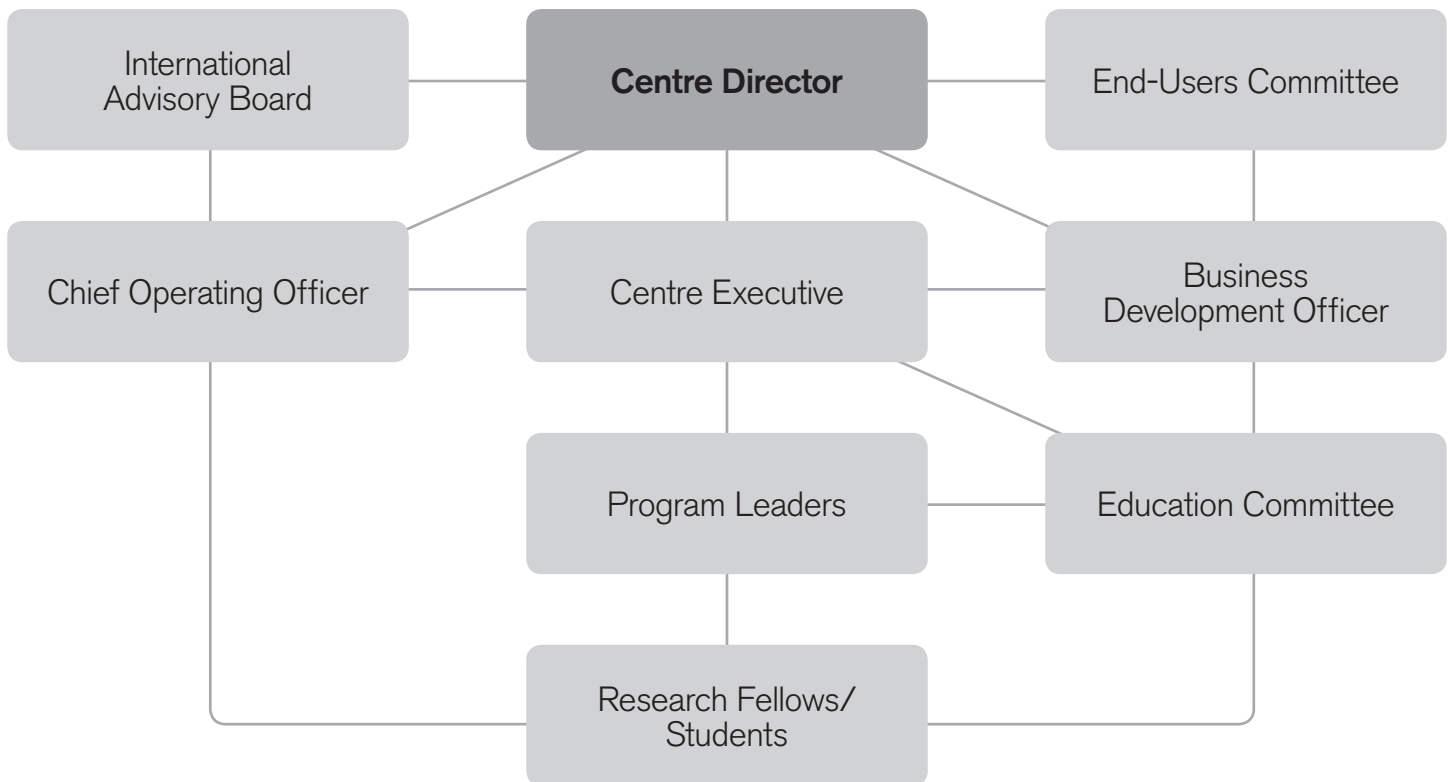 International
Advisory Board
Centre Director
End-Users Committee
Chief Operating Officer
Centre Executive
Business
Development Officer
Program Leaders
Education Committee
Research Fellows/
Students